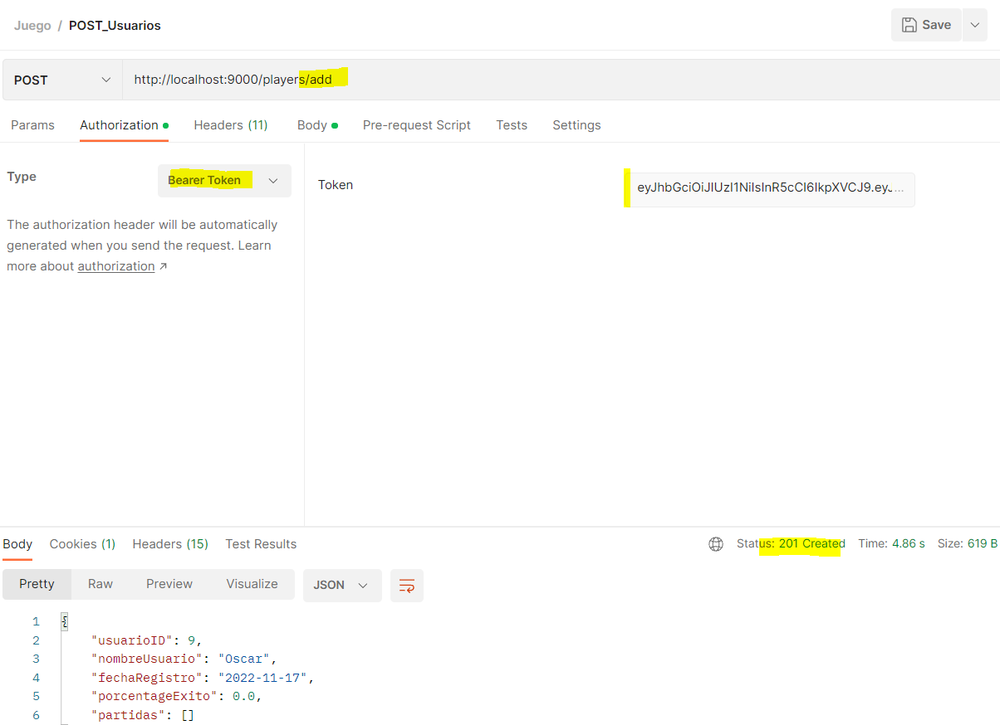 Juego / POST_Usuarios
Save
POST
http://localhost:9000/players/add
Params Authorization Headers (11) Body Pre-request Script Tests Settings
Type
Bearer Token
Token
eyJhbGciOiJIUzI1NiIsInR5cCI6IkpXVCJ9.eyJ...
The authorization header will be automatically
generated when you send the request. Learn
more about authorization ↗
Body Cookies (1) Headers (15) Test Results
Status: 201 Created Time: 4.86 s Size: 619 B
Pretty Raw Preview Visualize JSON
1 {
2 "usuarioID": 9,
3 "nombreUsuario": "Oscar",
4 "fechaRegistro": "2022-11-17",
5 "porcentageExito": 0.0,
6 "partidas": []